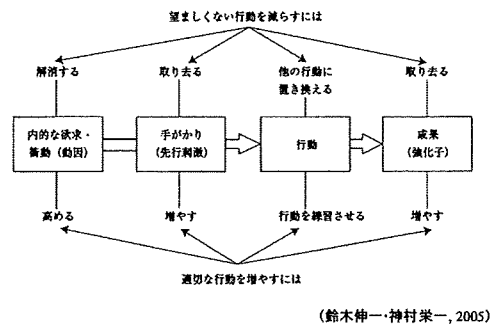 望ましくない行動を減らすには
解消する
取り去る
他の行動に
置き換える
取り去る
内的な欲求・
衝動（動因）
手がかり
（先行刺激）
行動
成果
（強化子）
高める
増やす
行動を練習させる
増やす
適切な行動を増やすには
（鈴木伸一・神村栄一, 2005）